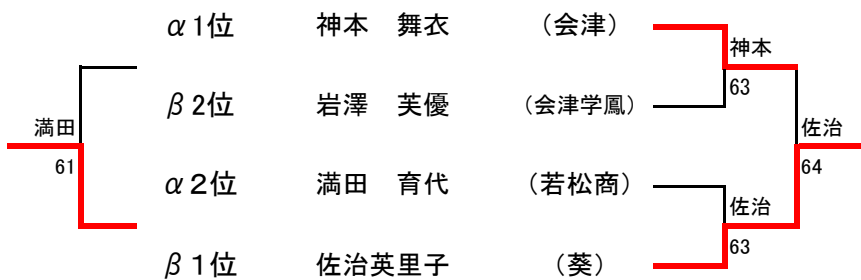 α1位 神本 舞衣 (会津)
神本
63
β2位 岩澤 芙優 (会津学鳳)
満田
61
佐治
64
α2位 満田 育代 (若松商)
佐治
63
β1位 佐治英里子 (葵)